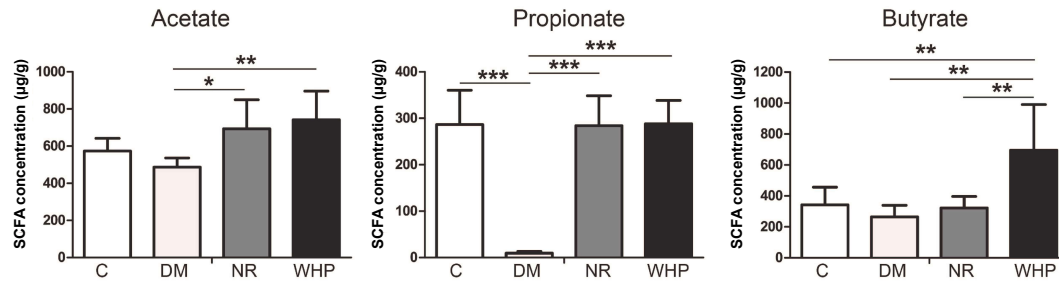 Acetate
SCFA concentration (µg/g)
1000
800
600
400
200
0
**
*
C DM NR WHP
Propionate
SCFA concentration (µg/g)
400
300
200
100
0
***
*** ***
C DM NR WHP
Butyrate
SCFA concentration (µg/g)
1200
1000
800
600
400
200
0
**
**
**
C DM NR WHP